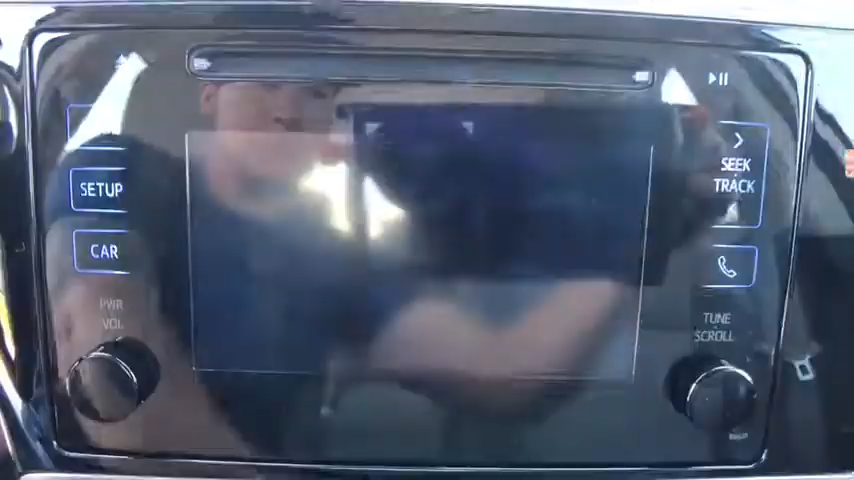 SEEK
TRACK
SETUP
CAR
PWR
VOL
TUNE
SCROLL